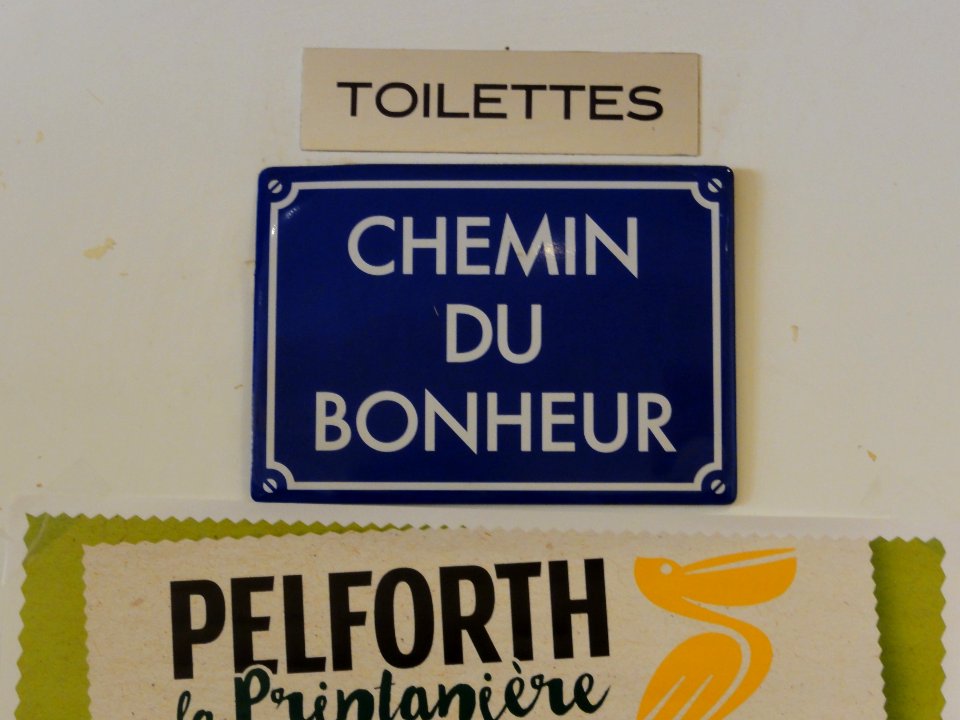 TOILETTES
CHEMIN
DU
BONHEUR
PELFORTH
la Printanière